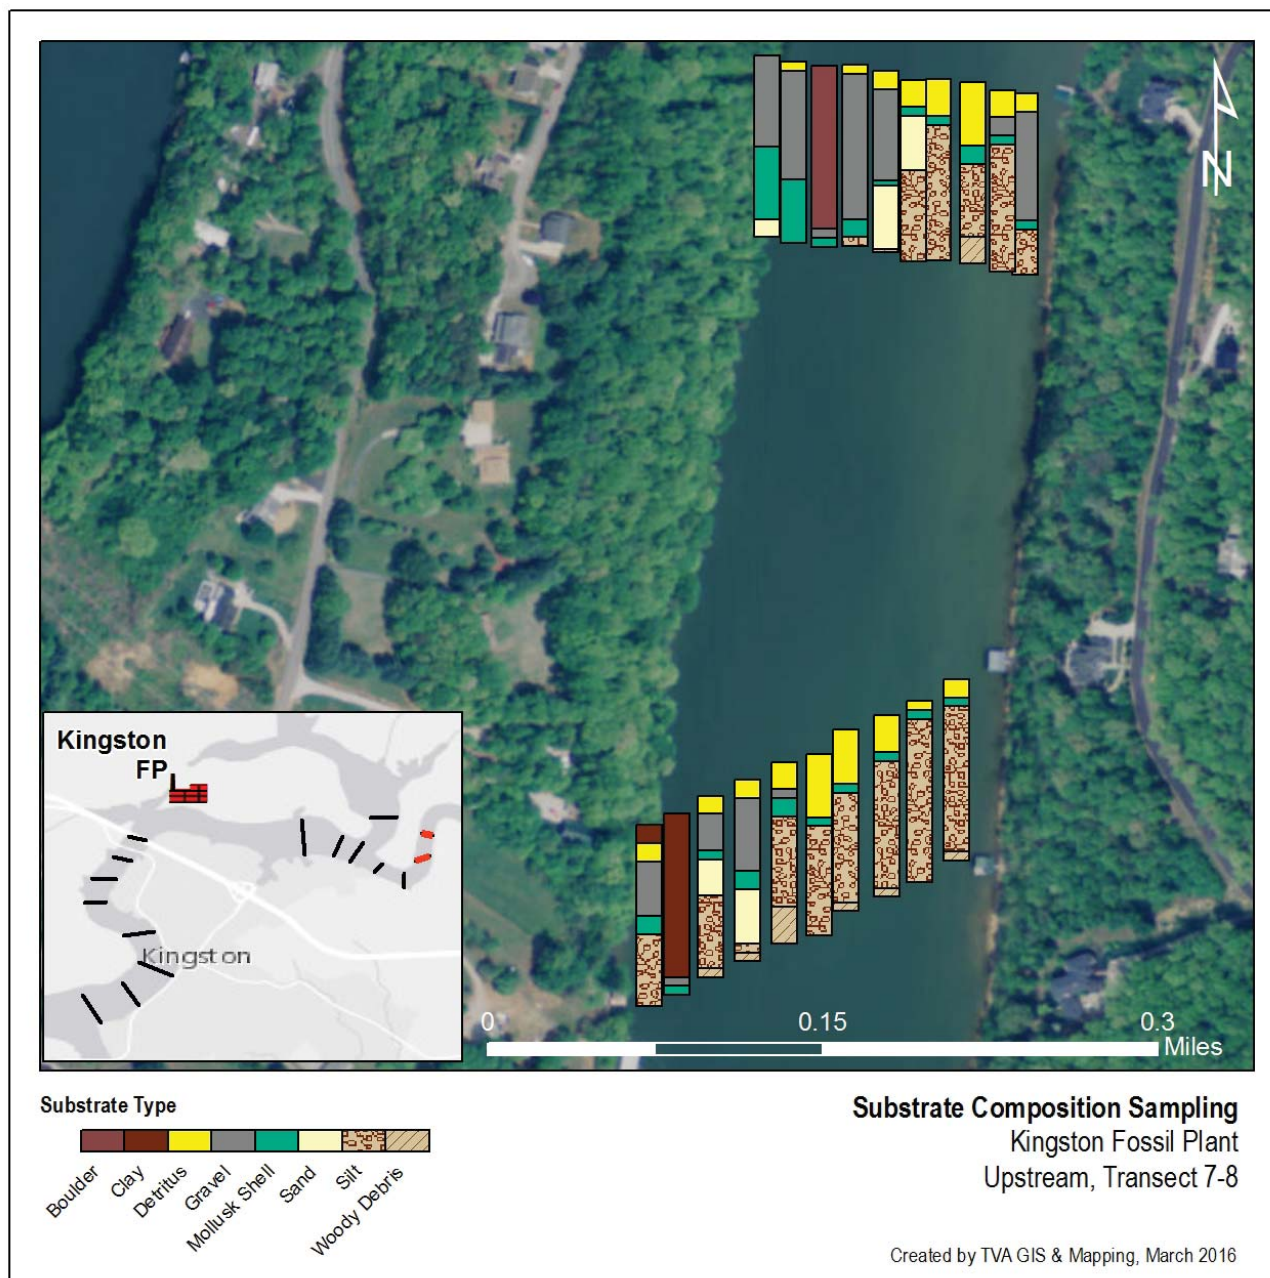 N
Kingston
FP
Kingston
0
0.15
0.3
Miles
Substrate Type
Boulder
Clay
Detritus
Gravel
Mollusk Shell
Sand
Silt
Woody Debris
Substrate Composition Sampling
Kingston Fossil Plant
Upstream, Transect 7-8
Created by TVA GIS & Mapping, March 2016